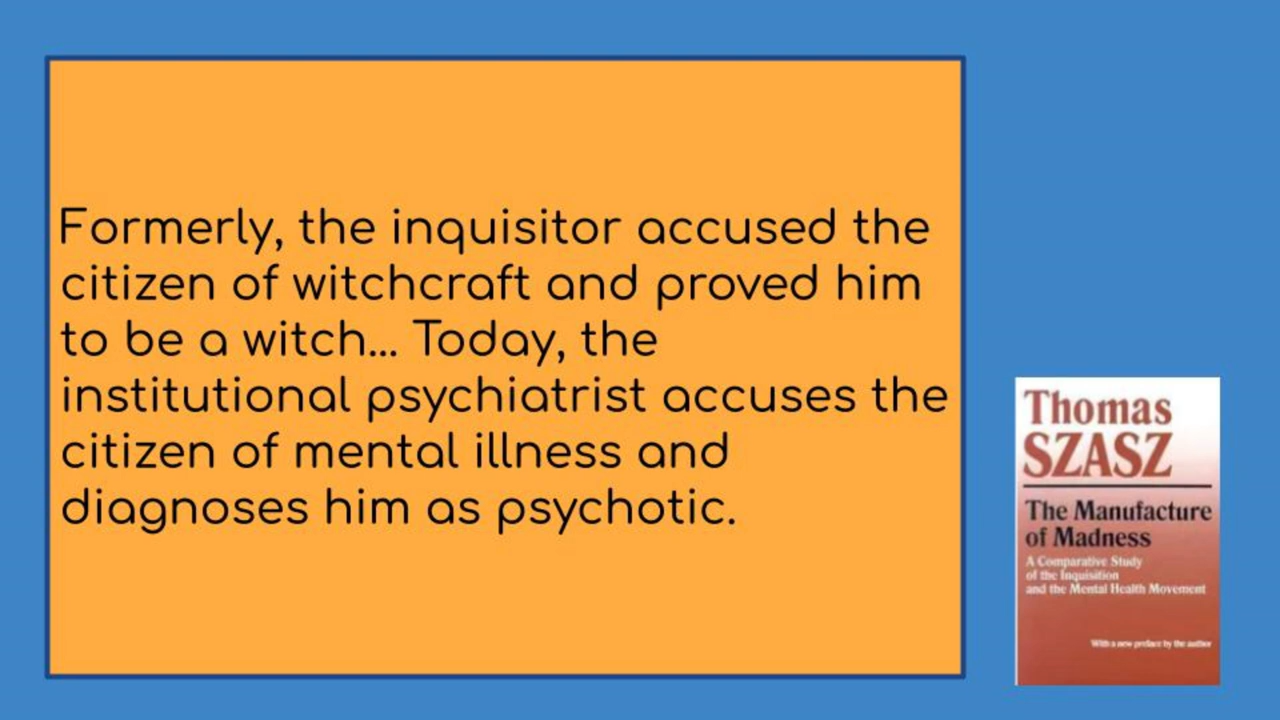 Formerly, the inquisitor accused the
citizen of witchcraft and proved him
to be a witch... Today, the
institutional psychiatrist accuses the
citizen of mental illness and
diagnoses him as psychotic.
Thomas
SZASZ
The Manufacture
of Madness
A Comparative Study
of the Inquisition
and the Mental Health Movement
With a new preface by the author